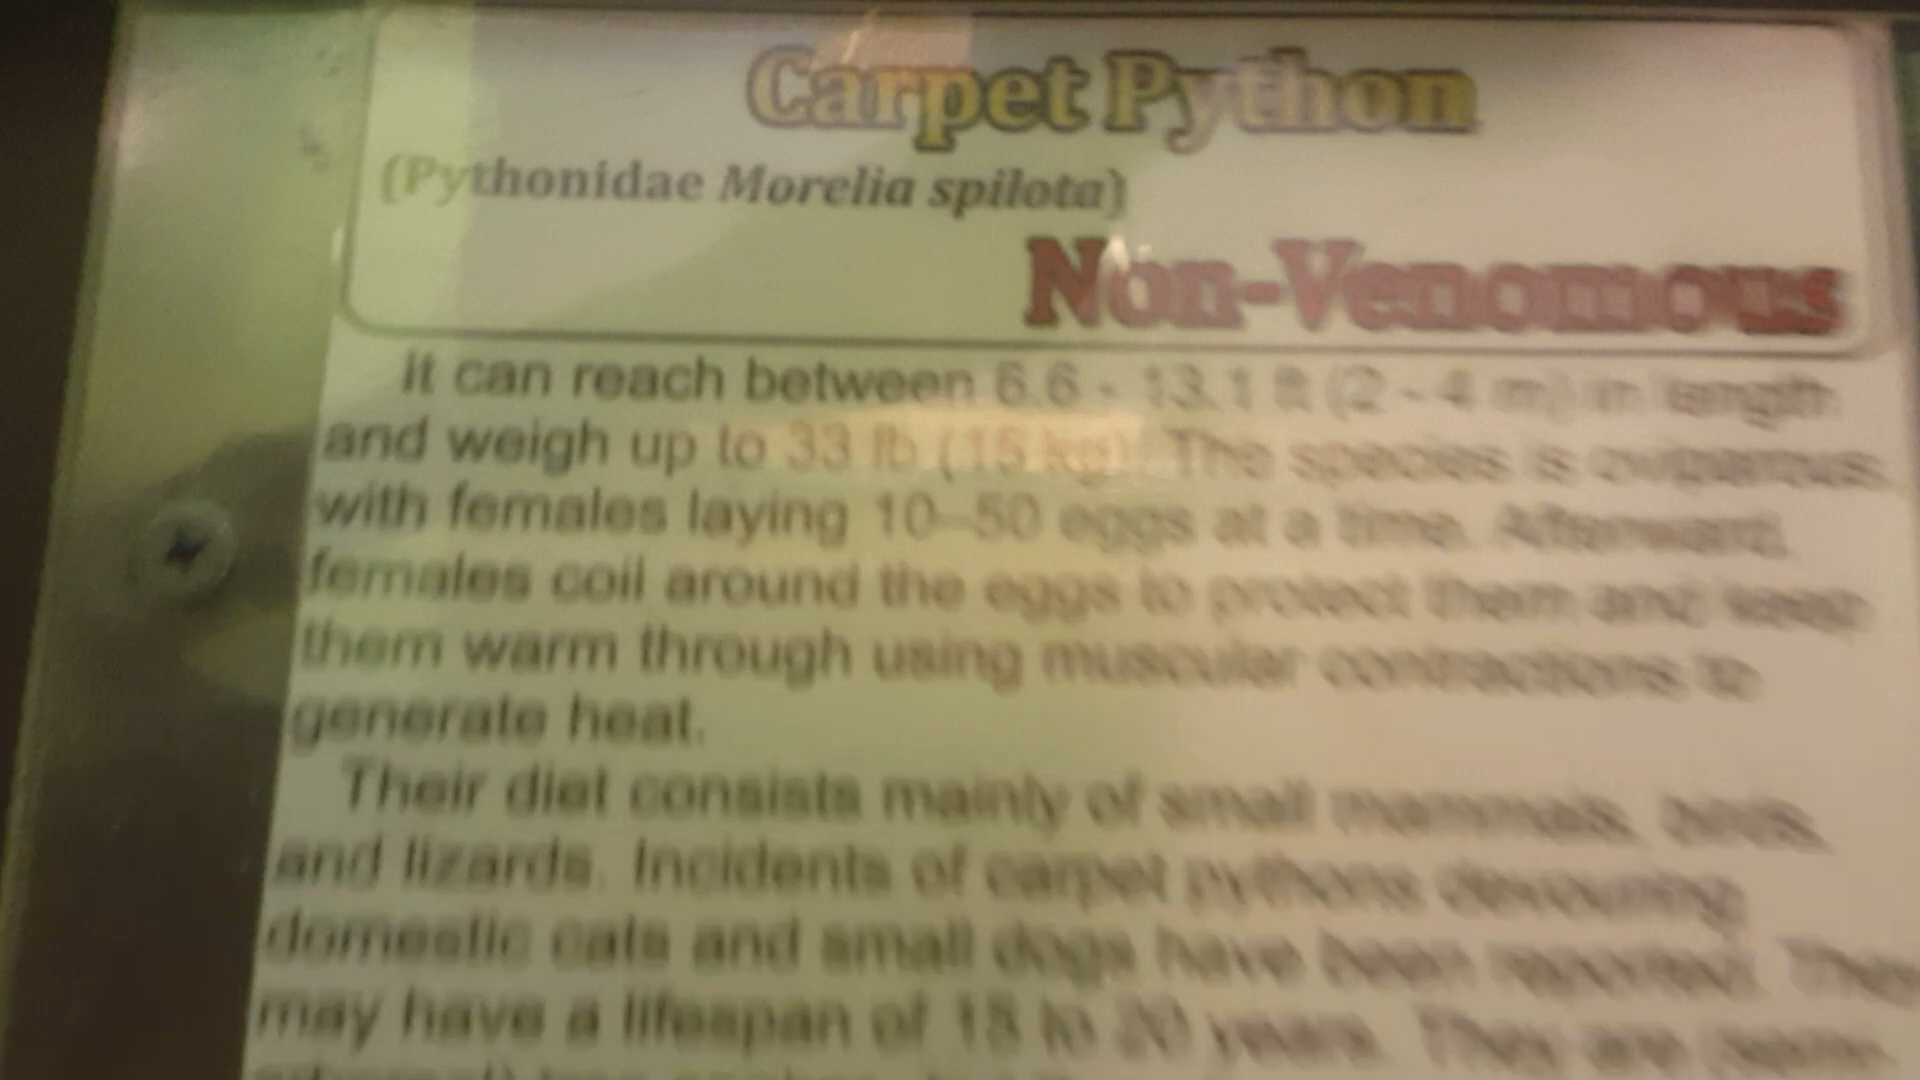 Carpet Python
(Pythonidae Morelia spilota)
Non-Venomous
It can reach between 6.6 - 13.1 ft (2 - 4 m) in length
and weigh up to 33 lb (15 kg). The species is oviparous,
with females laying 10–50 eggs at a time. Afterward,
females coil around the eggs to protect them and keep
them warm through using muscular contractions to
generate heat.
Their diet consists mainly of small mammals, birds,
and lizards. Incidents of carpet pythons devouring
domestic cats and small dogs have been reported. They
may have a lifespan of 15 to 20 years. They are